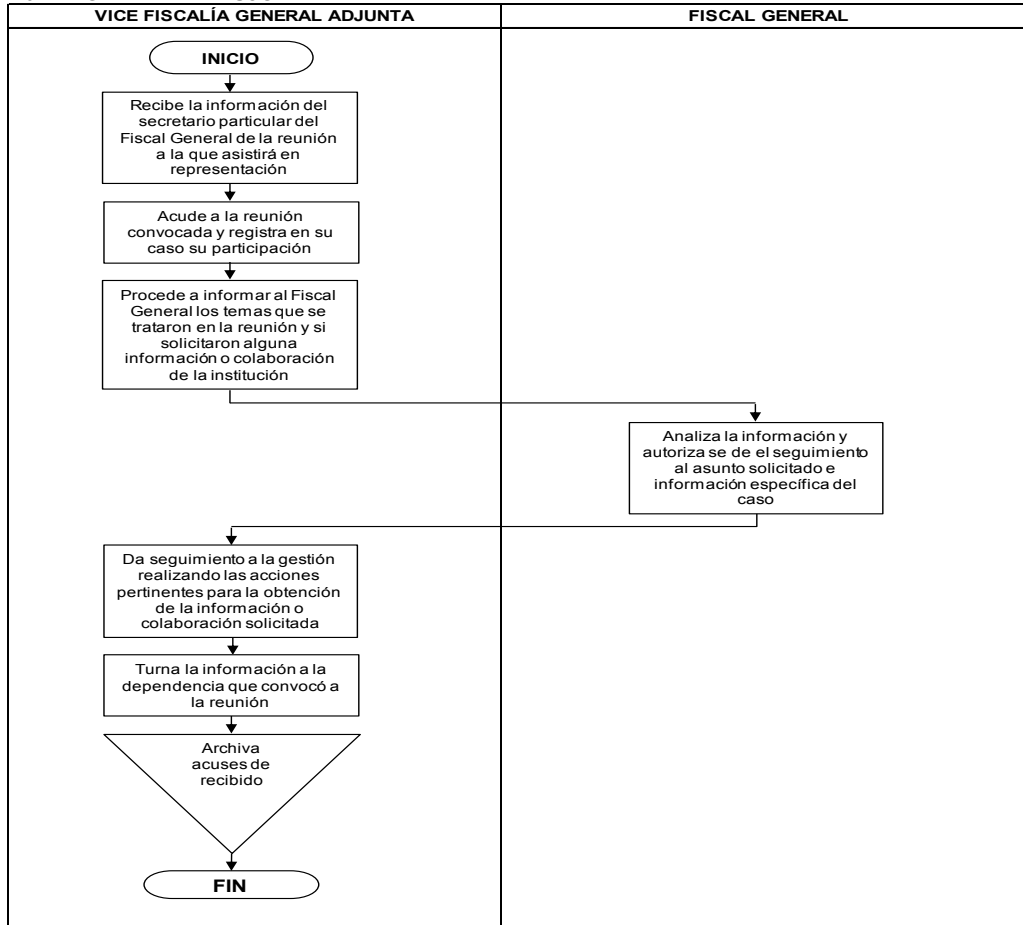 VICE FISCALÍA GENERAL ADJUNTA
FISCAL GENERAL
INICIO
Recibe la información del
secretario particular del
Fiscal General de la reunión
a la que asistirá en
representación
Acude a la reunión
convocada y registra en su
caso su participación
Procede a informar al Fiscal
General los temas que se
trataron en la reunión y si
solicitaron alguna
información o colaboración
de la institución
Analiza la información y
autoriza se de el seguimiento
al asunto solicitado e
información específica del
caso
Da seguimiento a la gestión
realizando las acciones
pertinentes para la obtención
de la información o
colaboración solicitada
Turna la información a la
dependencia que convocó a
la reunión
Archiva
acuses de
recibido
FIN